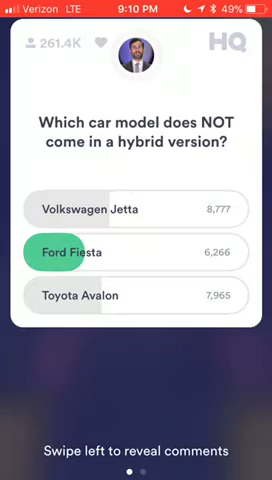 Verizon LTE 9:10 PM 49%
261.4K HQ
Which car model does NOT
come in a hybrid version?
Volkswagen Jetta 8,777
Ford Fiesta 6,266
Toyota Avalon 7,965
Swipe left to reveal comments